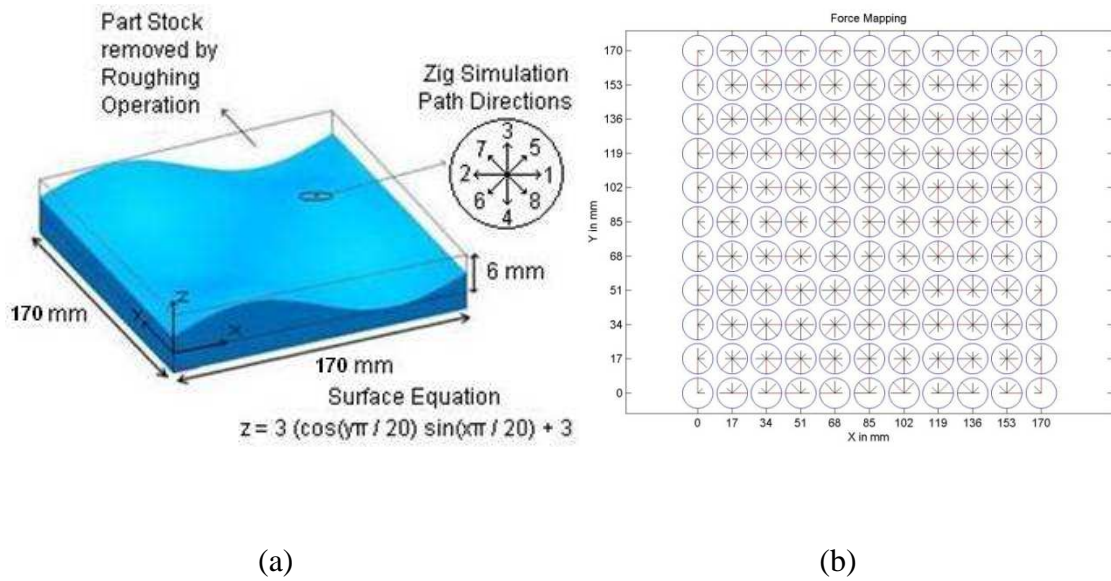 Part Stock
removed by
Roughing
Operation
Zig Simulation
Path Directions
3
7 5
2 1
6 8
4
Z
Y
X
6 mm
170 mm
170 mm
Surface Equation
z = 3 (cos(yπ / 20) sin(xπ / 20) + 3
(a)
Force Mapping
170
153
136
119
102
85
68
51
34
17
0
Y in mm
0 17 34 51 68 85 102 119 136 153 170
X in mm
(b)